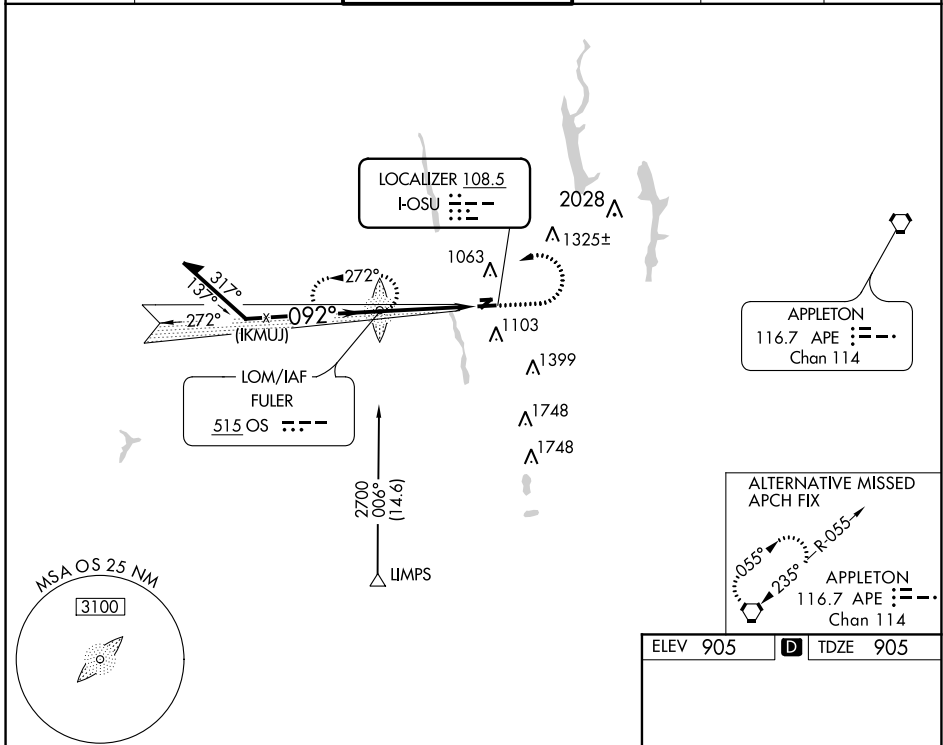 LOCALIZER 108.5
I-OSU
2028
1325±
1063
317°
137°
272°
272°
092°
(IKMUJ)
1103
APPLETON
116.7 APE
Chan 114
1399
LOM/IAF
FULER
515 OS
1748
1748
2700
006°
(14.6)
LIMPS
ALTERNATIVE MISSED
APCH FIX
R-055
055°
235°
APPLETON
116.7 APE
Chan 114
MSA OS 25 NM
3100
ELEV 905 D TDZE 905